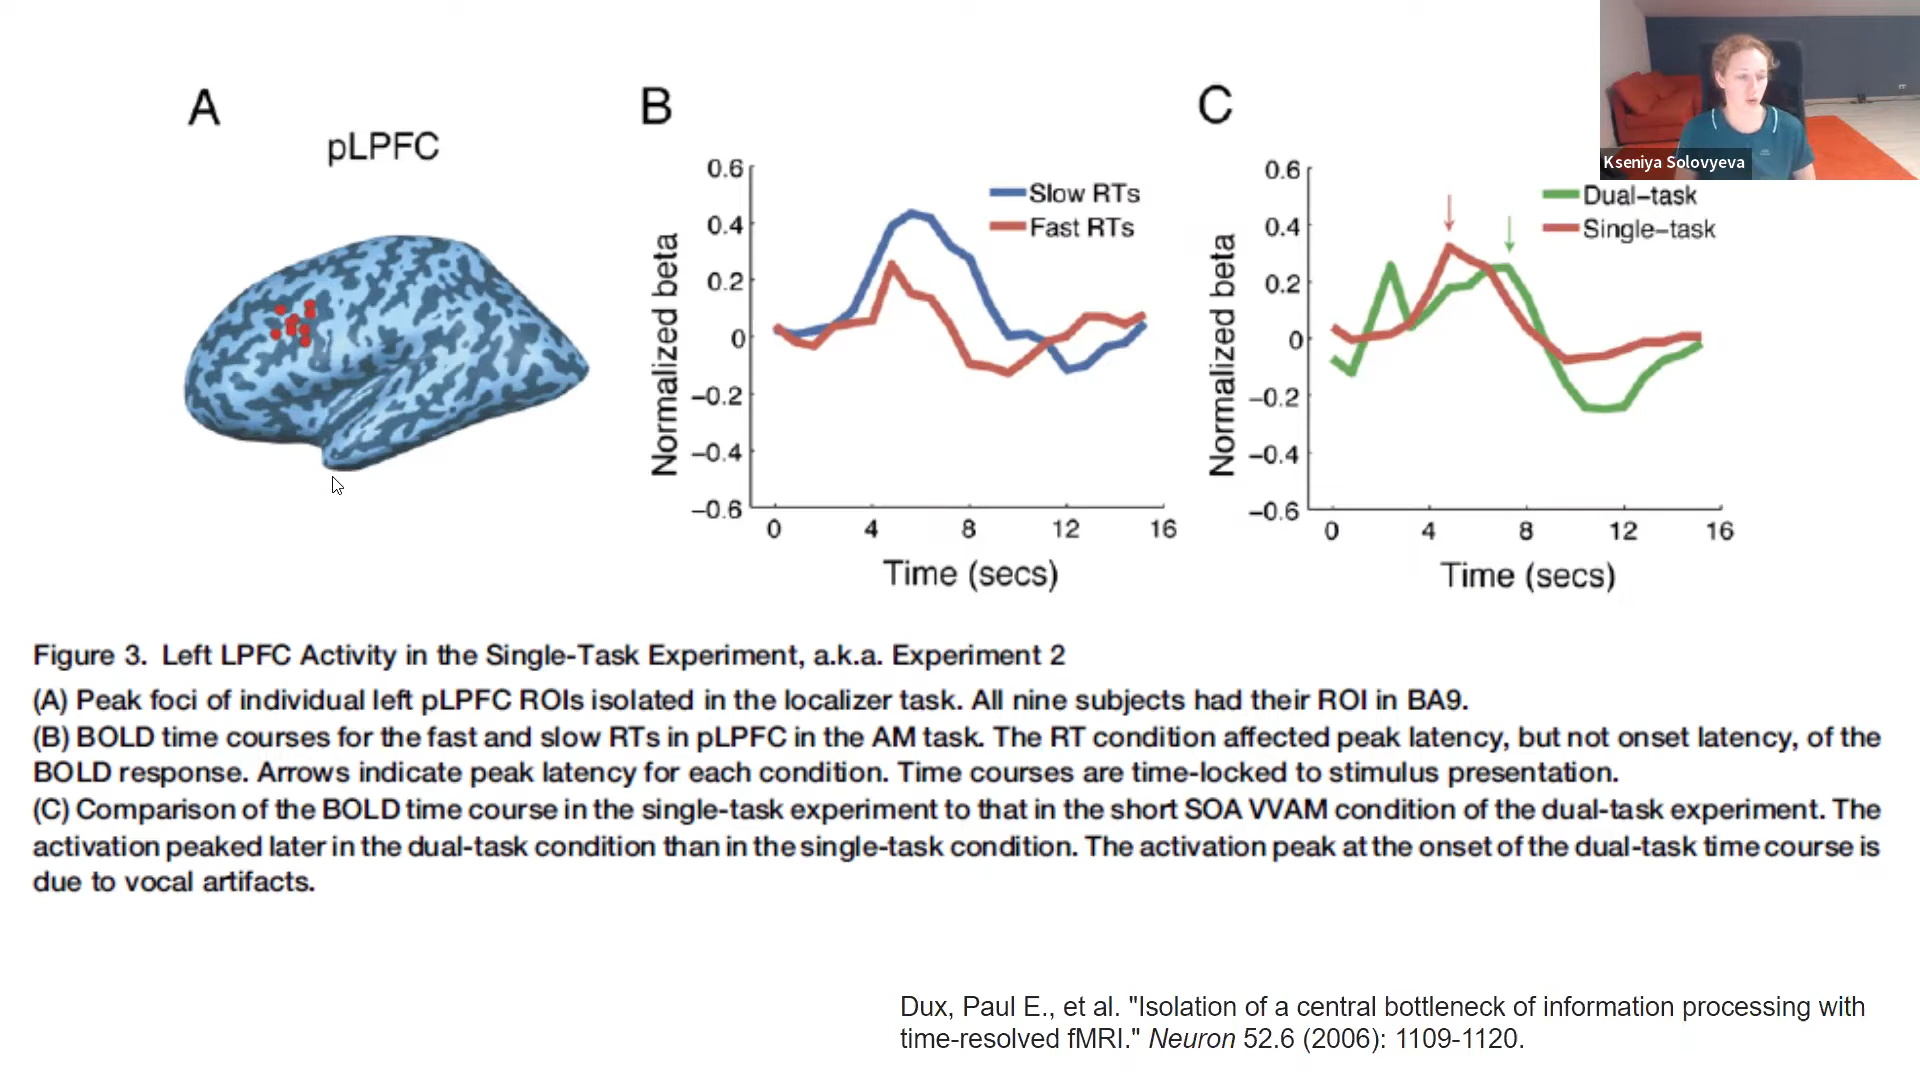 A
pLPFC
B
0.6
0.4
0.2
0
−0.2
−0.4
−0.6
Normalized beta
Slow RTs
Fast RTs
0 4 8 12 16
Time (secs)
C
0.6
0.4
0.2
0
−0.2
−0.4
−0.6
Normalized beta
Dual−task
Single−task
0 4 8 12 16
Time (secs)
Kseniya Solovyeva
Figure 3. Left LPFC Activity in the Single-Task Experiment, a.k.a. Experiment 2
(A) Peak foci of individual left pLPFC ROIs isolated in the localizer task. All nine subjects had their ROI in BA9.
(B) BOLD time courses for the fast and slow RTs in pLPFC in the AM task. The RT condition affected peak latency, but not onset latency, of the
BOLD response. Arrows indicate peak latency for each condition. Time courses are time-locked to stimulus presentation.
(C) Comparison of the BOLD time course in the single-task experiment to that in the short SOA VVAM condition of the dual-task experiment. The
activation peaked later in the dual-task condition than in the single-task condition. The activation peak at the onset of the dual-task time course is
due to vocal artifacts.
Dux, Paul E., et al. "Isolation of a central bottleneck of information processing with
time-resolved fMRI." Neuron 52.6 (2006): 1109-1120.